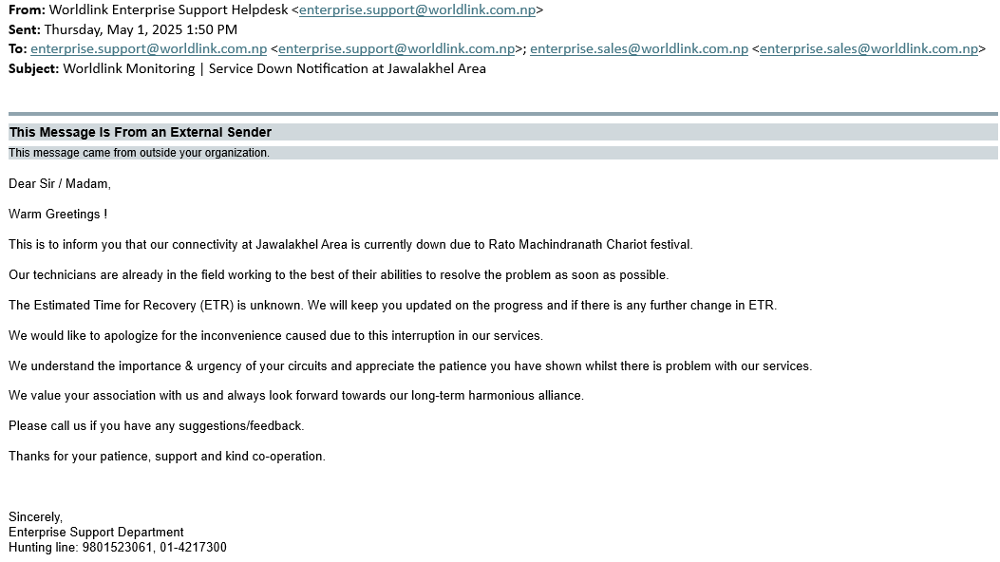 From: Worldlink Enterprise Support Helpdesk <enterprise.support@worldlink.com.np>
Sent: Thursday, May 1, 2025 1:50 PM
To: enterprise.support@worldlink.com.np <enterprise.support@worldlink.com.np>; enterprise.sales@worldlink.com.np <enterprise.sales@worldlink.com.np>
Subject: Worldlink Monitoring | Service Down Notification at Jawalakhel Area
This Message Is From an External Sender
This message came from outside your organization.
Dear Sir / Madam,
Warm Greetings !
This is to inform you that our connectivity at Jawalakhel Area is currently down due to Rato Machindranath Chariot festival.
Our technicians are already in the field working to the best of their abilities to resolve the problem as soon as possible.
The Estimated Time for Recovery (ETR) is unknown. We will keep you updated on the progress and if there is any further change in ETR.
We would like to apologize for the inconvenience caused due to this interruption in our services.
We understand the importance & urgency of your circuits and appreciate the patience you have shown whilst there is problem with our services.
We value your association with us and always look forward towards our long-term harmonious alliance.
Please call us if you have any suggestions/feedback.
Thanks for your patience, support and kind co-operation.
Sincerely,
Enterprise Support Department
Hunting line: 9801523061, 01-4217300